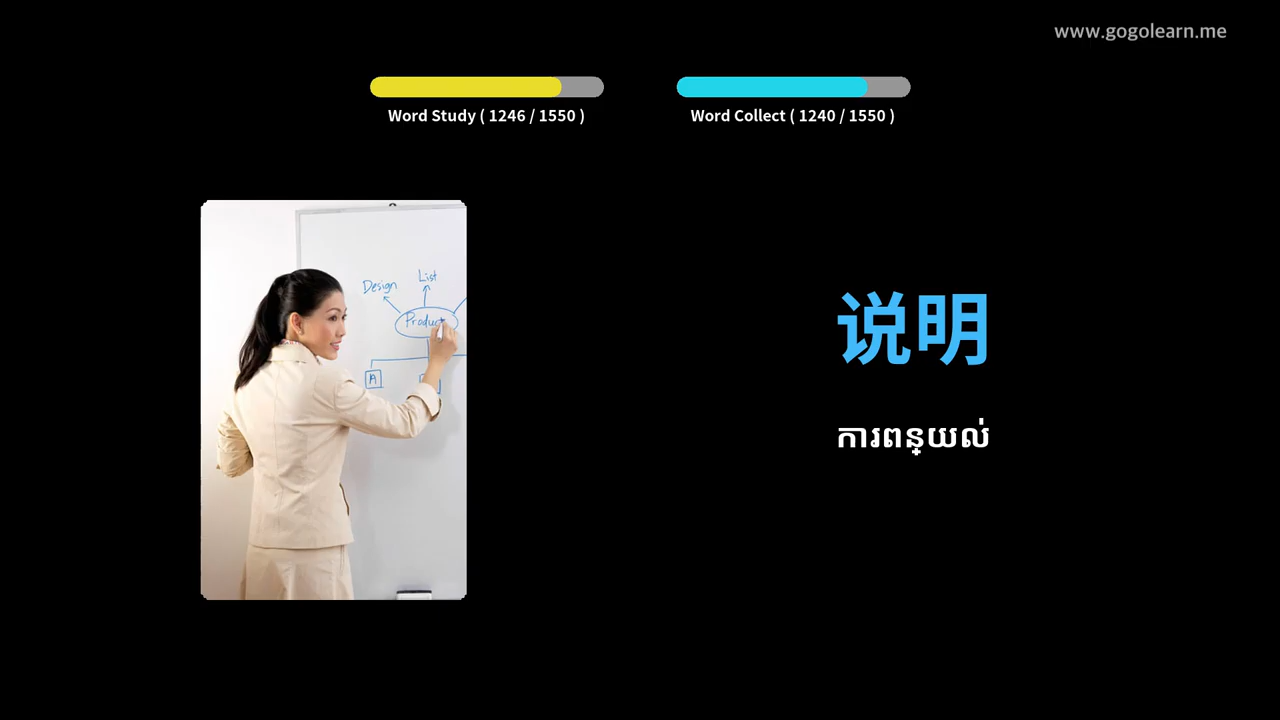 www.gogolearn.me
Word Study ( 1246 / 1550 )
Word Collect ( 1240 / 1550 )
List
Design
Product
A
说明
ការពន្យល់